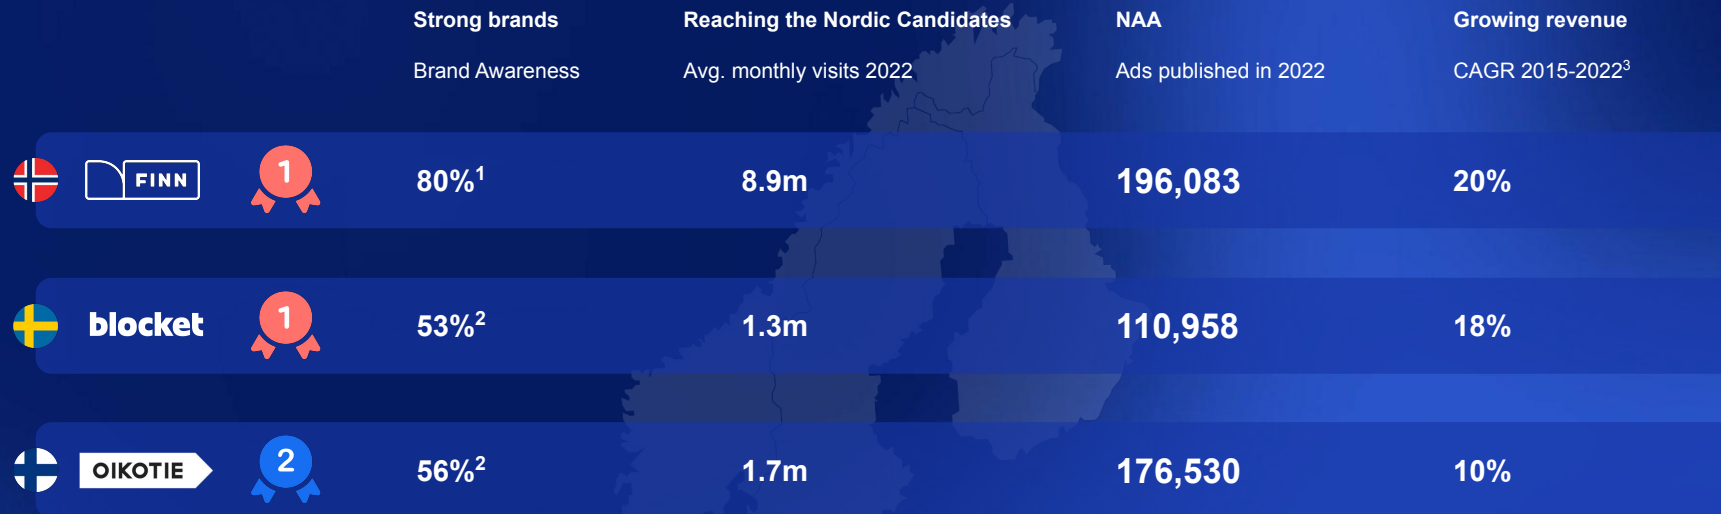 Strong brands Reaching the Nordic Candidates NAA Growing revenue
Brand Awareness Avg. monthly visits 2022 Ads published in 2022 CAGR 2015-2022³
FINN 1 80%¹ 8.9m 196,083 20%
blocket 1 53%² 1.3m 110,958 18%
OIKOTIE 2 56%² 1.7m 176,530 10%